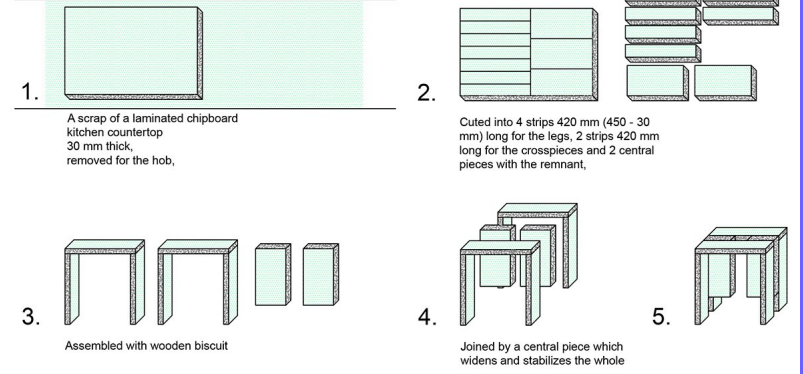 1.
A scrap of a laminated chipboard
kitchen countertop
30 mm thick,
removed for the hob,
2.
Cuted into 4 strips 420 mm (450 - 30
mm) long for the legs, 2 strips 420 mm
long for the crosspieces and 2 central
pieces with the remnant,
3.
Assembled with wooden biscuit
4.
Joined by a central piece which
widens and stabilizes the whole
5.